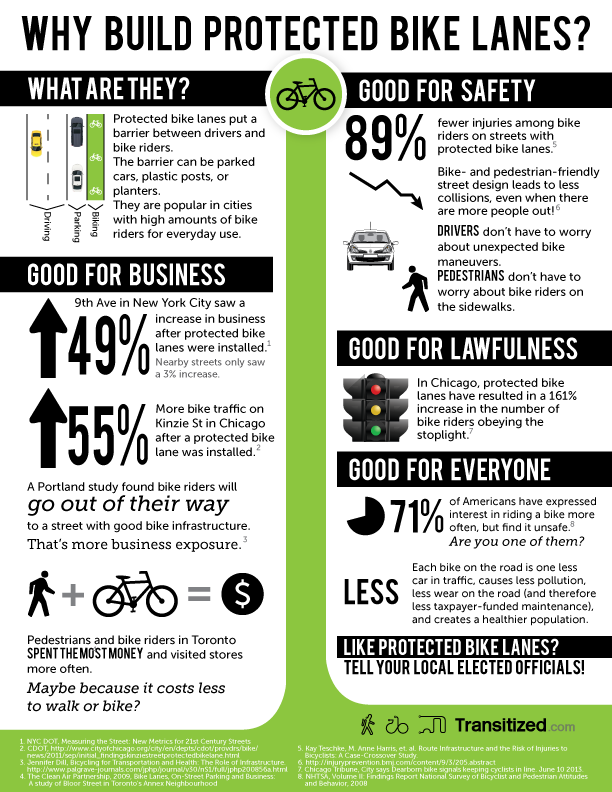 WHY BUILD PROTECTED BIKE LANES?
WHAT ARE THEY?
Driving
Parking
Biking
Protected bike lanes put a
barrier between drivers and
bike riders.
The barrier can be parked
cars, plastic posts, or
planters.
They are popular in cities
with high amounts of bike
riders for everyday use.
GOOD FOR BUSINESS
9th Ave in New York City saw a
49%
increase in business
after protected bike
lanes were installed.1
Nearby streets only saw
a 3% increase.
55%
More bike traffic on
Kinzie St in Chicago
after a protected bike
lane was installed.2
A Portland study found bike riders will
go out of their way
to a street with good bike infrastructure.
That's more business exposure.3
+ = $
Pedestrians and bike riders in Toronto
SPENT THE MOST MONEY and visited stores
more often.
Maybe because it costs less
to walk or bike?
GOOD FOR SAFETY
89%
fewer injuries among bike
riders on streets with
protected bike lanes.5
Bike- and pedestrian-friendly
street design leads to less
collisions, even when there
are more people out!6
DRIVERS don't have to worry
about unexpected bike
maneuvers.
PEDESTRIANS don't have to
worry about bike riders on
the sidewalks.
GOOD FOR LAWFULNESS
In Chicago, protected bike
lanes have resulted in a 161%
increase in the number of
bike riders obeying the
stoplight.7
GOOD FOR EVERYONE
71%
of Americans have expressed
interest in riding a bike more
often, but find it unsafe.8
Are you one of them?
LESS
Each bike on the road is one less
car in traffic, causes less pollution,
less wear on the road (and therefore
less taxpayer-funded maintenance),
and creates a healthier population.
LIKE PROTECTED BIKE LANES?
TELL YOUR LOCAL ELECTED OFFICIALS!
Transitized.com
1. NYC DOT, Measuring the Street: New Metrics for 21st Century Streets
2. CDOT, http://www.cityofchicago.org/city/en/depts/cdot/provdrs/bike/
news/2011/sep/initial_findingskinziestreetprotectedbikelane.html
3. Jennifer Dill, Bicycling for Transportation and Health: The Role of Infrastructure.
http://www.palgrave-journals.com/jphp/journal/v30/nS1/full/jphp200856a.html
4. The Clean Air Partnership, 2009, Bike Lanes, On-Street Parking and Business:
A study of Bloor Street in Toronto's Annex Neighbourhood
5. Kay Teschke, M. Anne Harris, et. al. Route Infrastructure and the Risk of Injuries to
Bicyclists: A Case-Crossover Study
6. http://injuryprevention.bmj.com/content/9/3/205.abstract
7. Chicago Tribune, City says Dearborn bike signals keeping cyclists in line. June 10 2013.
8. NHTSA, Volume II: Findings Report National Survey of Bicyclist and Pedestrian Attitudes
and Behavior, 2008